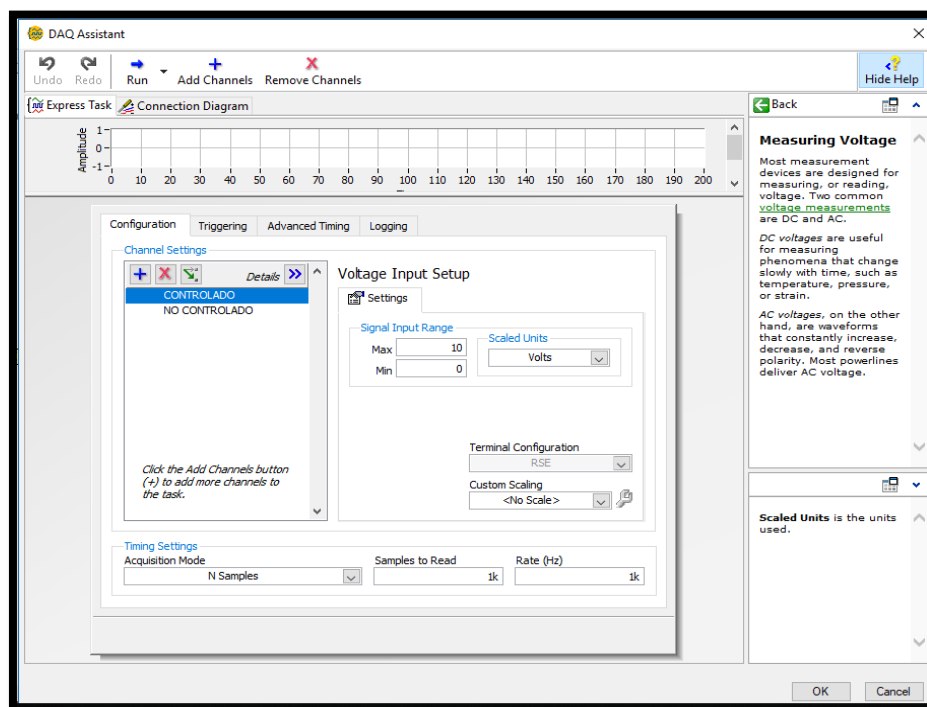 DAQ Assistant
Undo Redo Run Add Channels Remove Channels Hide Help
Express Task Connection Diagram
Back
Amplitude
1
0
-1
0 10 20 30 40 50 60 70 80 90 100 110 120 130 140 150 160 170 180 190 200
Configuration Triggering Advanced Timing Logging
Channel Settings
Details
CONTROLADO
NO CONTROLADO
Click the Add Channels button
(+) to add more channels to
the task.
Voltage Input Setup
Settings
Signal Input Range
Max 10
Min 0
Scaled Units
Volts
Terminal Configuration
RSE
Custom Scaling
<No Scale>
Timing Settings
Acquisition Mode Samples to Read Rate (Hz)
N Samples 1k 1k
Measuring Voltage
Most measurement
devices are designed for
measuring, or reading,
voltage. Two common
voltage measurements
are DC and AC.
DC voltages are useful
for measuring
phenomena that change
slowly with time, such as
temperature, pressure,
or strain.
AC voltages, on the other
hand, are waveforms
that constantly increase,
decrease, and reverse
polarity. Most powerlines
deliver AC voltage.
Scaled Units is the units
used.
OK Cancel